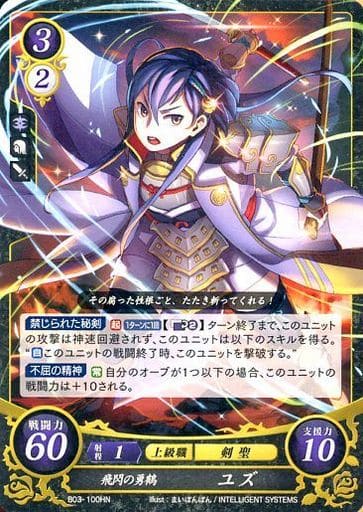 3
2
その腐った性根ごと、たたき斬ってくれる!
禁じられた秘剣 起 1ターンに1回 【 2】ターン終了まで、このユニット
の攻撃は神速回避されず、このユニットは以下のスキルを得る。
“自このユニットの戦闘終了時、このユニットを撃破する。”
不屈の精神 常 自分のオーブが1つ以下の場合、このユニットの
戦闘力は+10される。
戦闘力
60
射程 1
上級職
剣聖
支援力
10
飛閃の勇鶴 ユズ
B03-100HN
illust:まいぽんぽん / INTELLIGENT SYSTEMS